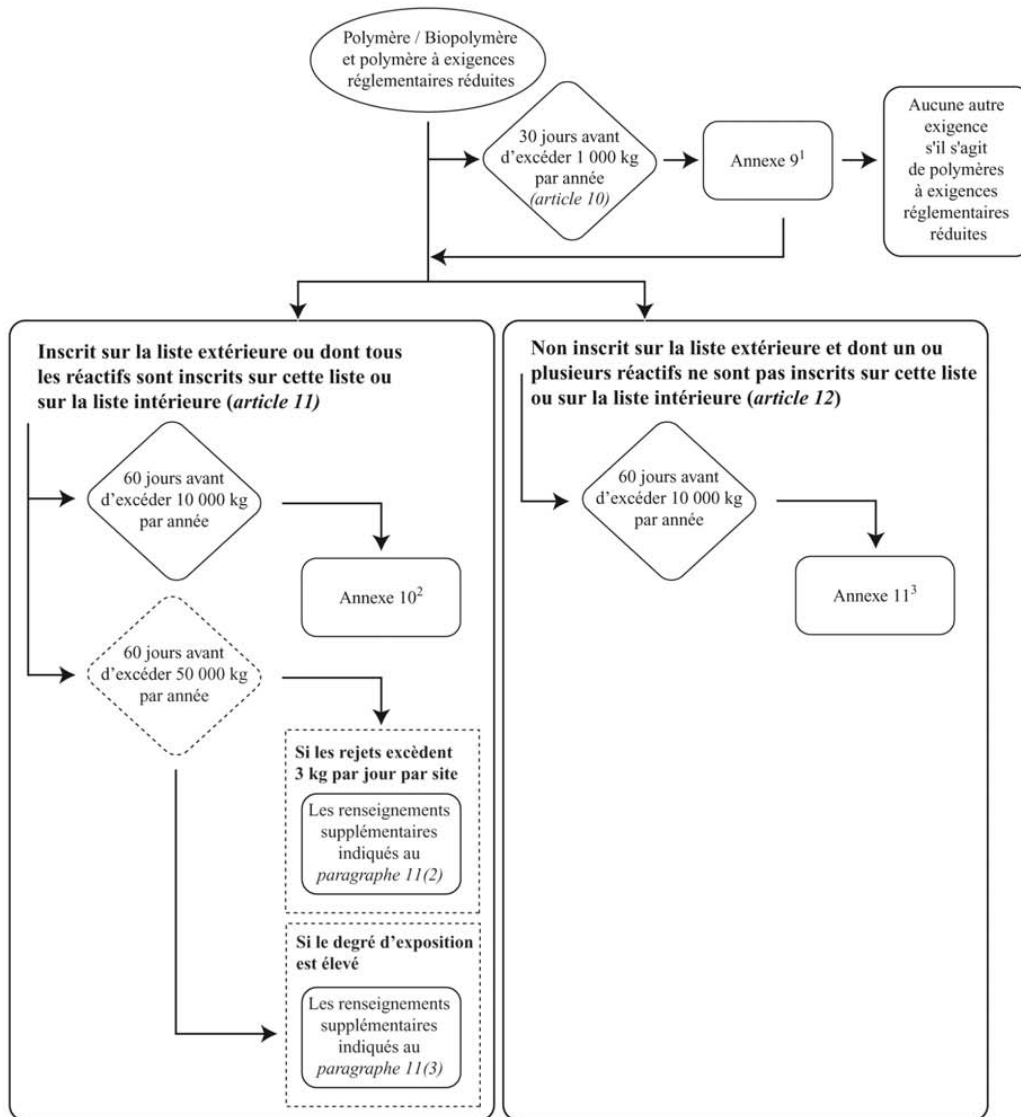 Polymère / Biopolymère
et polymère à exigences
réglementaires réduites
30 jours avant
d'excéder 1 000 kg
par année
(article 10)
Annexe 9¹
Aucune autre
exigence
s'il s'agit
de polymères
à exigences
réglementaires
réduites
Inscrit sur la liste extérieure ou dont tous
les réactifs sont inscrits sur cette liste ou
sur la liste intérieure (article 11)
60 jours avant
d'excéder 10 000 kg
par année
Annexe 10²
60 jours avant
d'excéder 50 000 kg
par année
Si les rejets excèdent
3 kg par jour par site
Les renseignements
supplémentaires
indiqués au
paragraphe 11(2)
Si le degré d'exposition
est élevé
Les renseignements
supplémentaires
indiqués au
paragraphe 11(3)
Non inscrit sur la liste extérieure et dont un ou
plusieurs réactifs ne sont pas inscrits sur cette liste
ou sur la liste intérieure (article 12)
60 jours avant
d'excéder 10 000 kg
par année
Annexe 11³